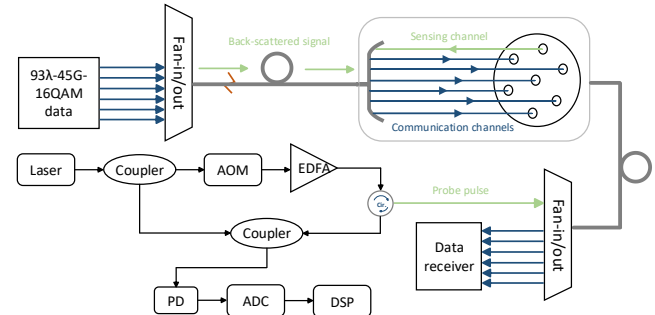 Back-scattered signal
Sensing channel
93λ-45G-
16QAM
data
Fan-in/out
Communication channels
Laser
Coupler
AOM
EDFA
Cir.
Probe pulse
Coupler
Data
receiver
Fan-in/out
PD
ADC
DSP